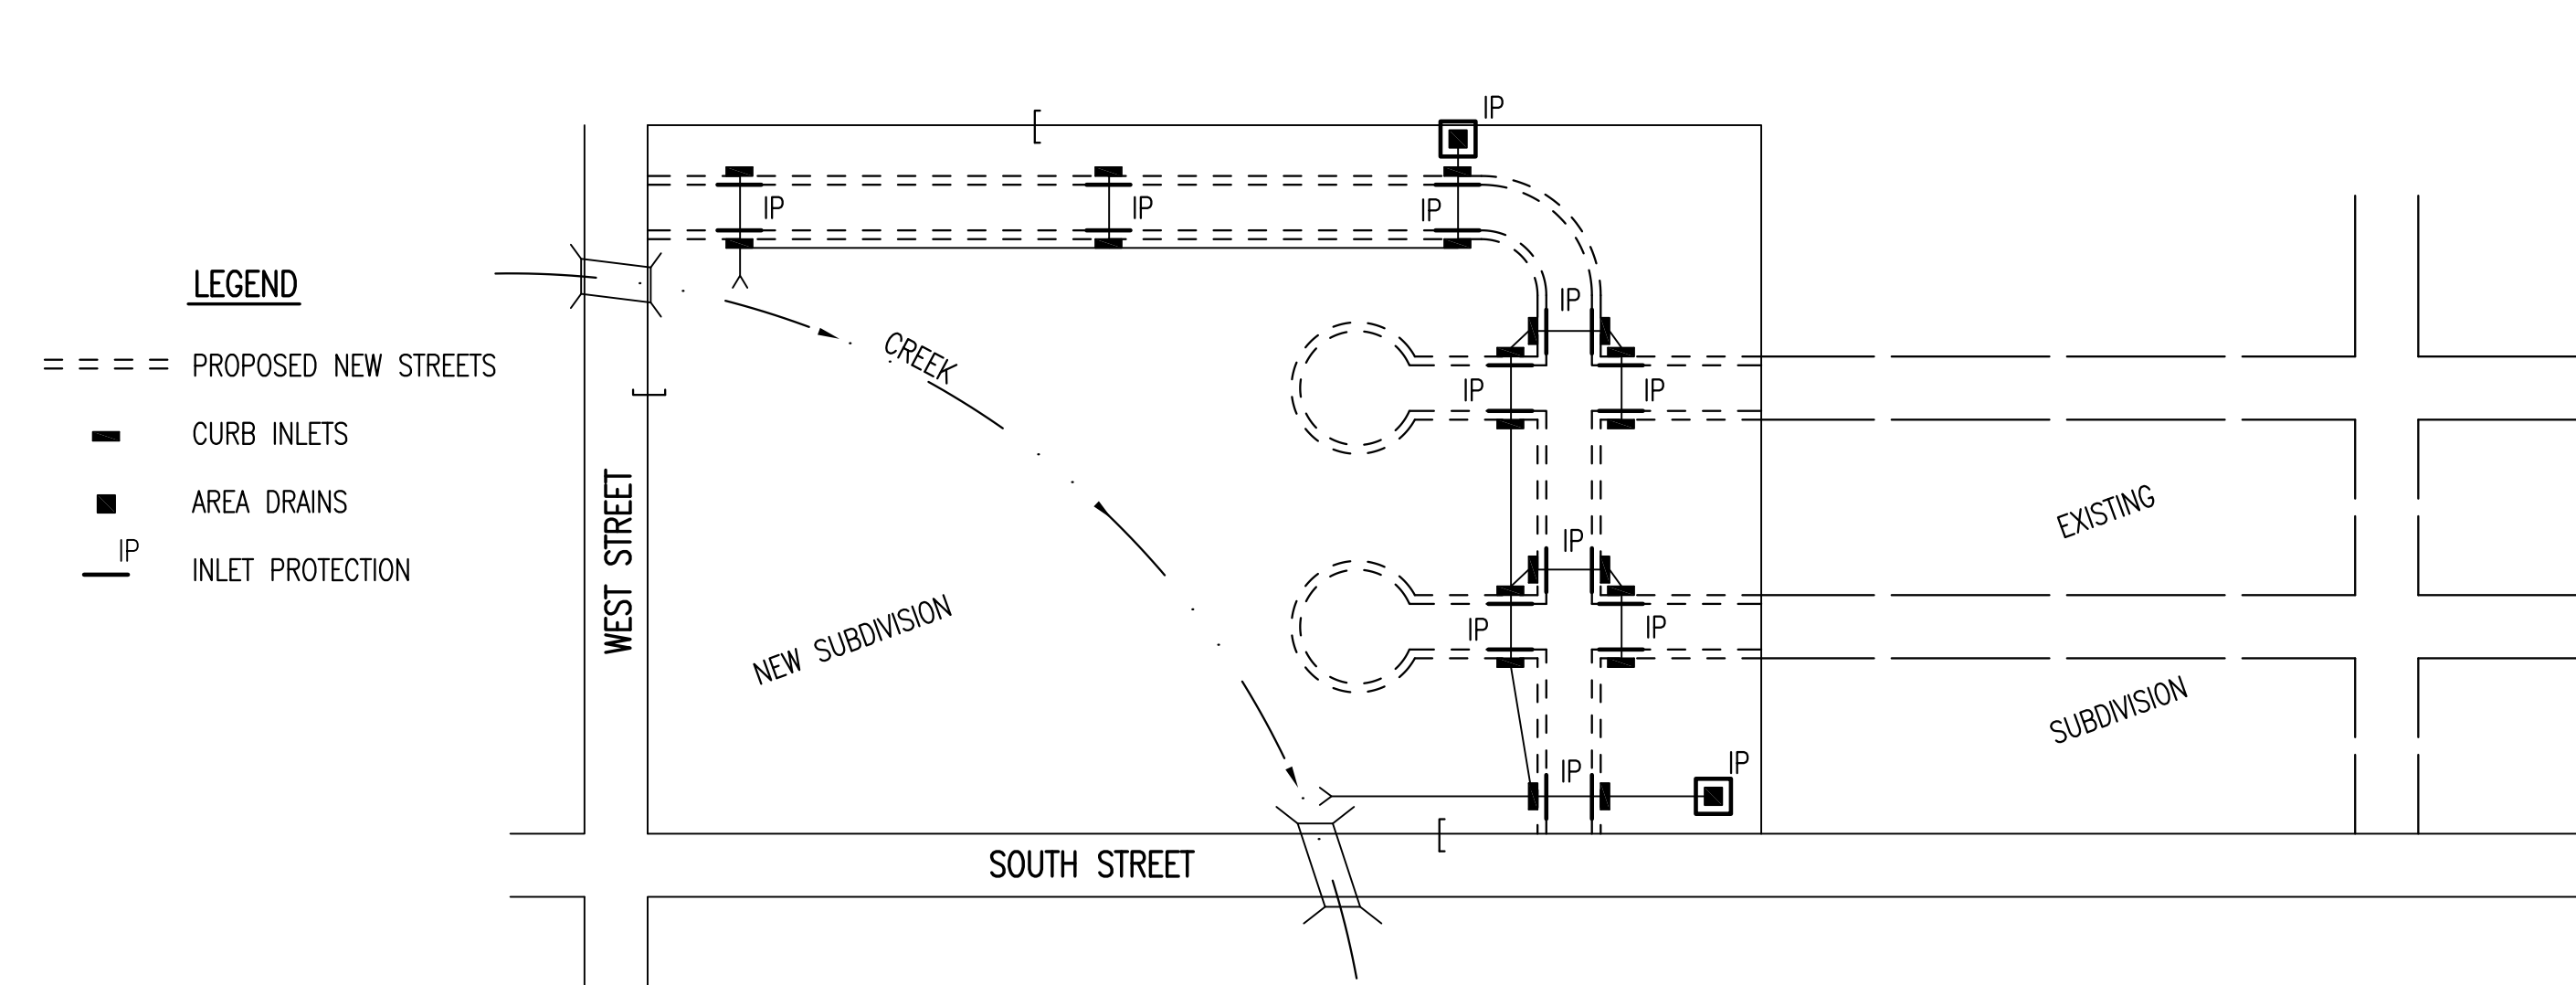 IP
IP
IP
IP
LEGEND
IP
CREEK
PROPOSED NEW STREETS
IP
IP
CURB INLETS
AREA DRAINS
EXISTING
IP
IP
INLET PROTECTION
WEST STREET
NEW SUBDIVISION
IP
IP
SUBDIVISION
IP
IP
SOUTH STREET